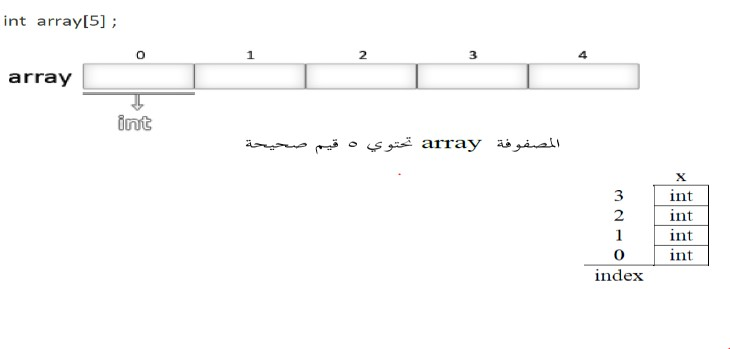 int array[5] ;
0 1 2 3 4
array
int
المصفوفة array تحتوي ٥ قيم صحيحة
x
3 int
2 int
1 int
0 int
index